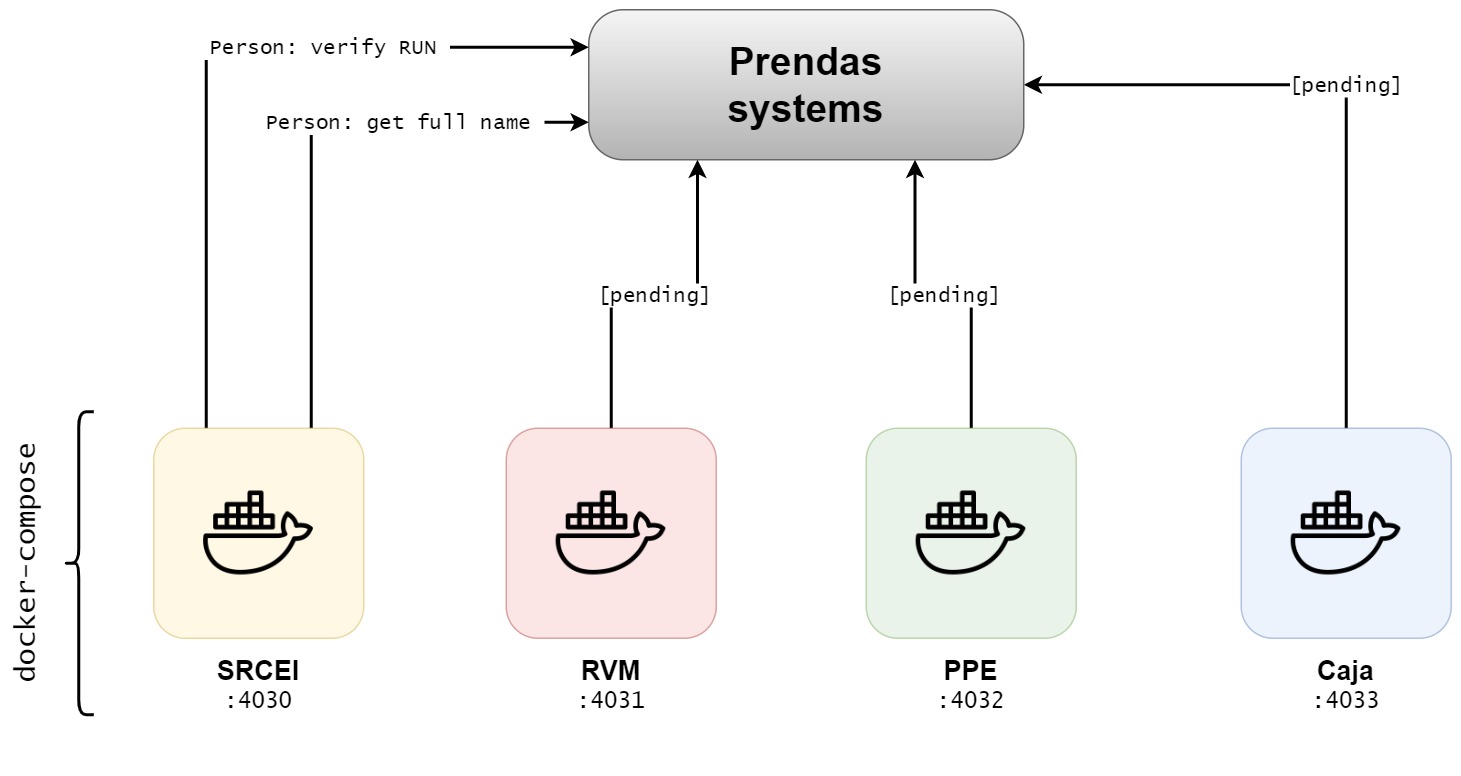 Person: verify RUN
Prendas
systems
[pending]
Person: get full name
[pending]
[pending]
docker-compose
SRCEI
:4030
RVM
:4031
PPE
:4032
Caja
:4033